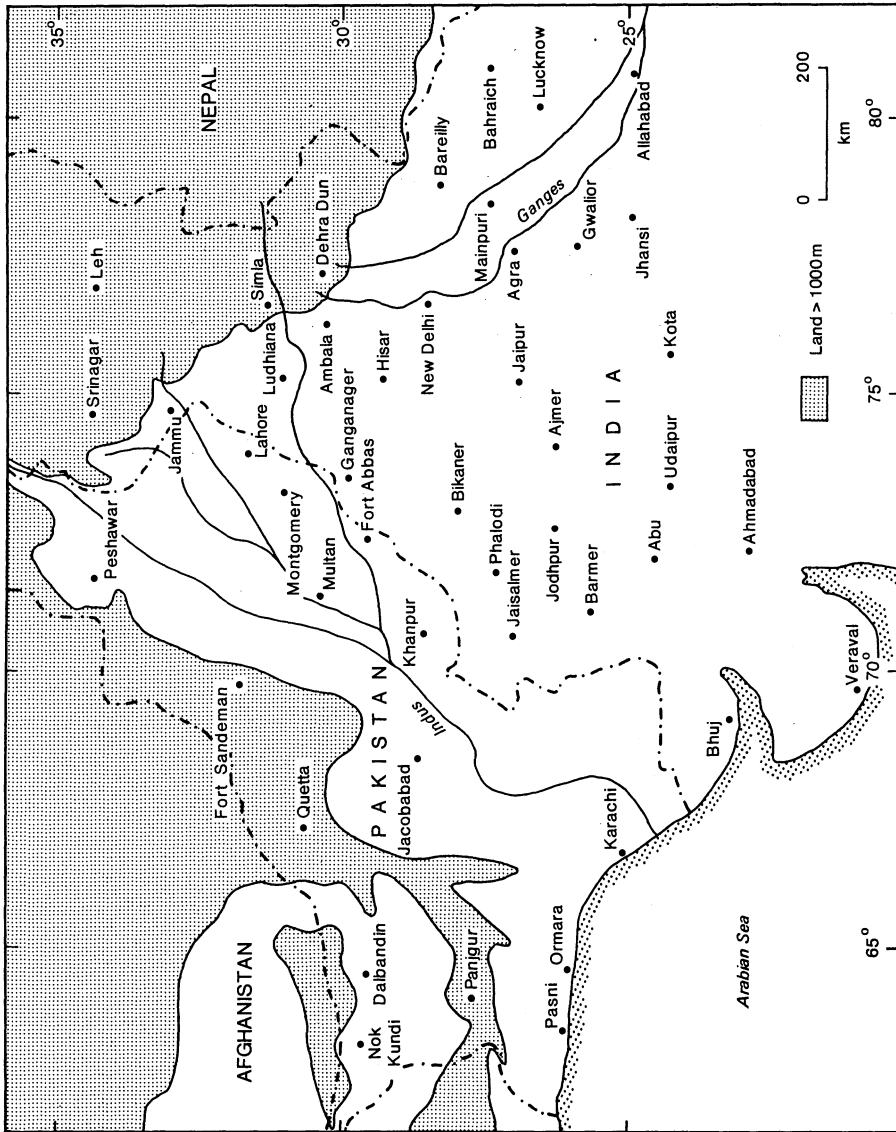 35°
30°
25°
NEPAL
Leh
Srinagar
Simla
Dehra Dun
Peshawar
Jammu
Ludhiana
Lahore
Ambala
Fort Sandeman
Montgomery
Ganganager
Hisar
Bareilly
Multan
Fort Abbas
New Delhi
Bahraich
Quetta
Mainpuri
Lucknow
AFGHANISTAN
PAKISTAN
Khanpur
Bikaner
Ganges
Jacobabad
Indus
Phalodi
Jaipur
Agra
Dalbandin
Jaisalmer
Gwalior
Nok
Kundi
Jodhpur
Ajmer
Allahabad
Panjgur
Barmer
INDIA
Jhansi
Karachi
Abu
Udaipur
Kota
Ormara
Pasni
Bhuj
Ahmadabad
Veraval
Arabian Sea
Land > 1000m
0 200
km
65°
70°
75°
80°